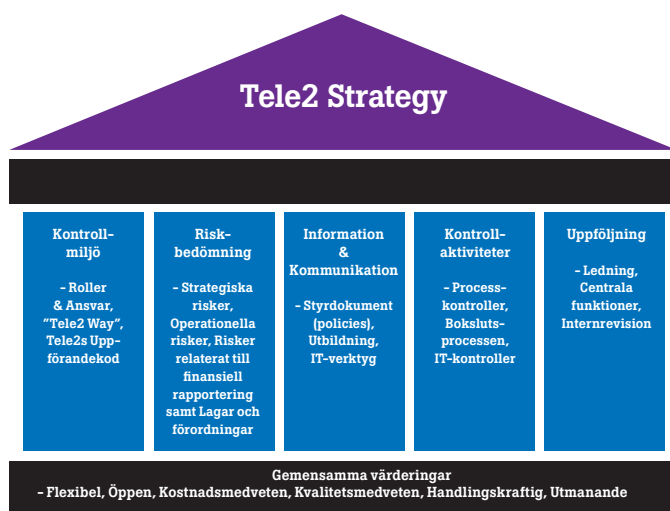 Tele2 Strategy
Kontroll-
miljö
– Roller
& Ansvar,
"Tele2 Way",
Tele2s Upp-
förandekod
Risk-
bedömning
– Strategiska
risker,
Operationella
risker, Risker
relaterat till
finansiell
rapportering
samt Lagar och
förordningar
Information
&
Kommunikation
– Styrdokument
(policies),
Utbildning,
IT-verktyg
Kontroll-
aktiviteter
– Process-
kontroller,
Boksluts-
processen,
IT-kontroller
Uppföljning
– Ledning,
Centrala
funktioner,
Internrevision
Gemensamma värderingar
– Flexibel, Öppen, Kostnadsmedveten, Kvalitetsmedveten, Handlingskraftig, Utmanande